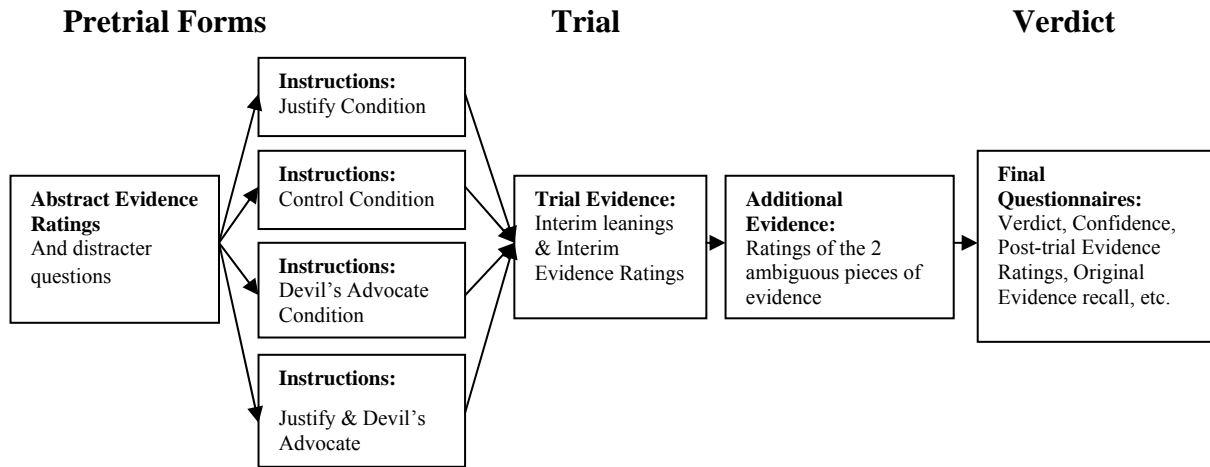 Pretrial Forms
Trial
Verdict
Abstract Evidence
Ratings
And distracter
questions
Instructions:
Justify Condition
Instructions:
Control Condition
Instructions:
Devil’s Advocate
Condition
Instructions:
Justify & Devil’s
Advocate
Trial Evidence:
Interim leanings
& Interim
Evidence Ratings
Additional
Evidence:
Ratings of the 2
ambiguous pieces of
evidence
Final
Questionnaires:
Verdict, Confidence,
Post-trial Evidence
Ratings, Original
Evidence recall, etc.